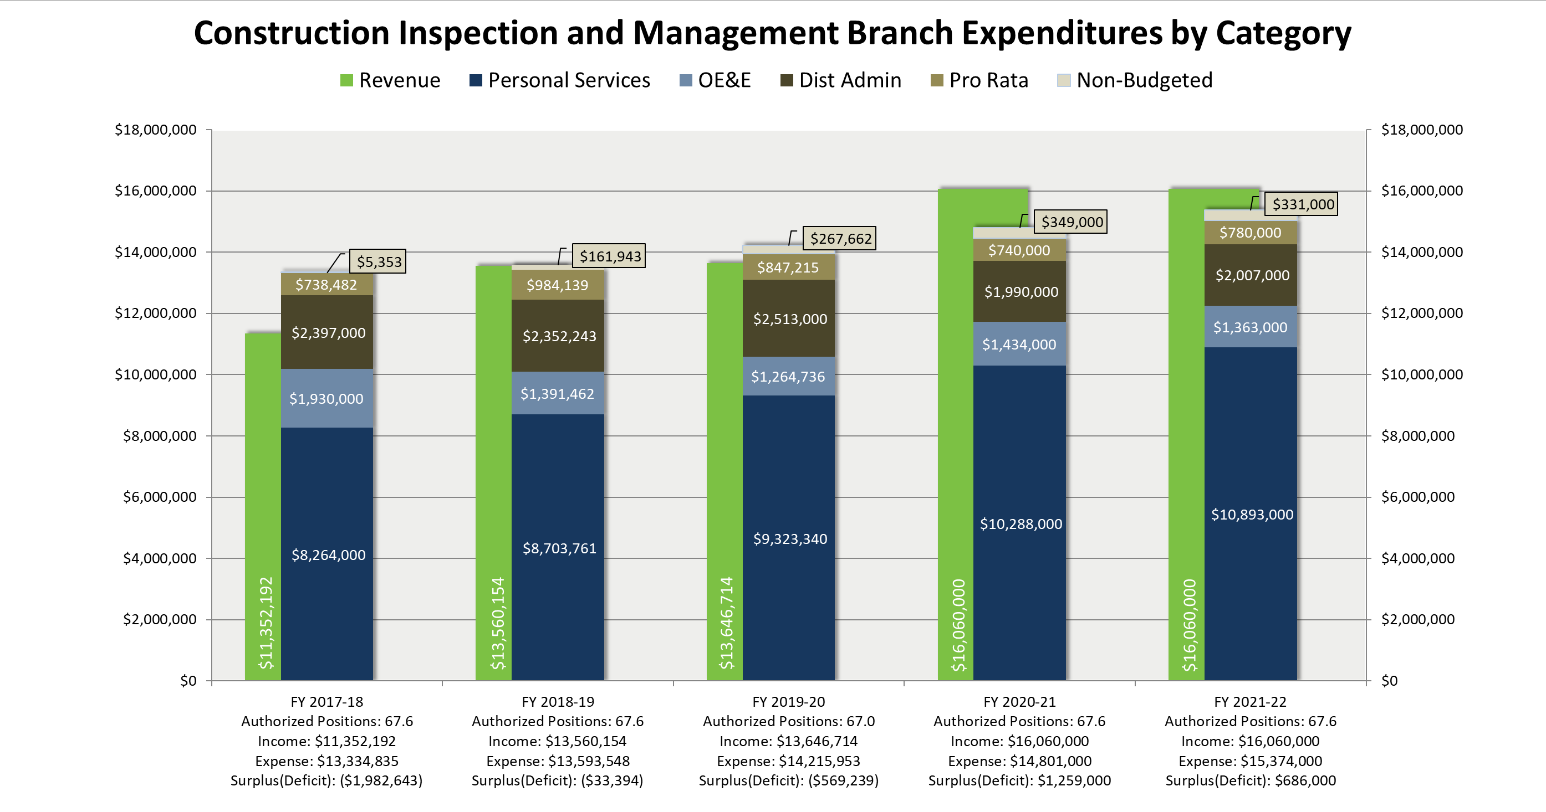 Construction Inspection and Management Branch Expenditures by Category
Revenue Personal Services OE&E Dist Admin Pro Rata Non-Budgeted
$18,000,000 $18,000,000
$16,000,000 $16,000,000
$14,000,000 $14,000,000
$12,000,000 $12,000,000
$10,000,000 $10,000,000
$8,000,000 $8,000,000
$6,000,000 $6,000,000
$4,000,000 $4,000,000
$2,000,000 $2,000,000
$0 $0
$5,353
$738,482
$2,397,000
$1,930,000
$8,264,000
$11,352,192
$161,943
$984,139
$2,352,243
$1,391,462
$8,703,761
$13,560,154
$267,662
$847,215
$2,513,000
$1,264,736
$9,323,340
$13,646,714
$349,000
$740,000
$1,990,000
$1,434,000
$10,288,000
$16,060,000
$331,000
$780,000
$2,007,000
$1,363,000
$10,893,000
$16,060,000
FY 2017-18
Authorized Positions: 67.6
Income: $11,352,192
Expense: $13,334,835
Surplus(Deficit): ($1,982,643)
FY 2018-19
Authorized Positions: 67.6
Income: $13,560,154
Expense: $13,593,548
Surplus(Deficit): ($33,394)
FY 2019-20
Authorized Positions: 67.0
Income: $13,646,714
Expense: $14,215,953
Surplus(Deficit): ($569,239)
FY 2020-21
Authorized Positions: 67.6
Income: $16,060,000
Expense: $14,801,000
Surplus(Deficit): $1,259,000
FY 2021-22
Authorized Positions: 67.6
Income: $16,060,000
Expense: $15,374,000
Surplus(Deficit): $686,000